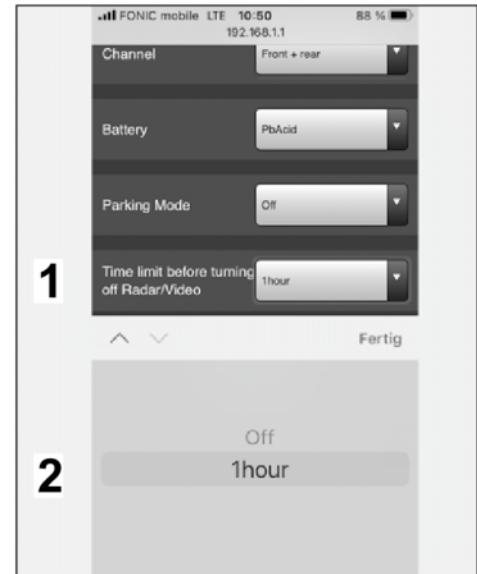 FONIC mobile LTE 10:50 88 %
192.168.1.1
Channel Front + rear
Battery PbAcid
Parking Mode Off
1
Time limit before turning off Radar/Video 1hour
Fertig
Off
2
1hour